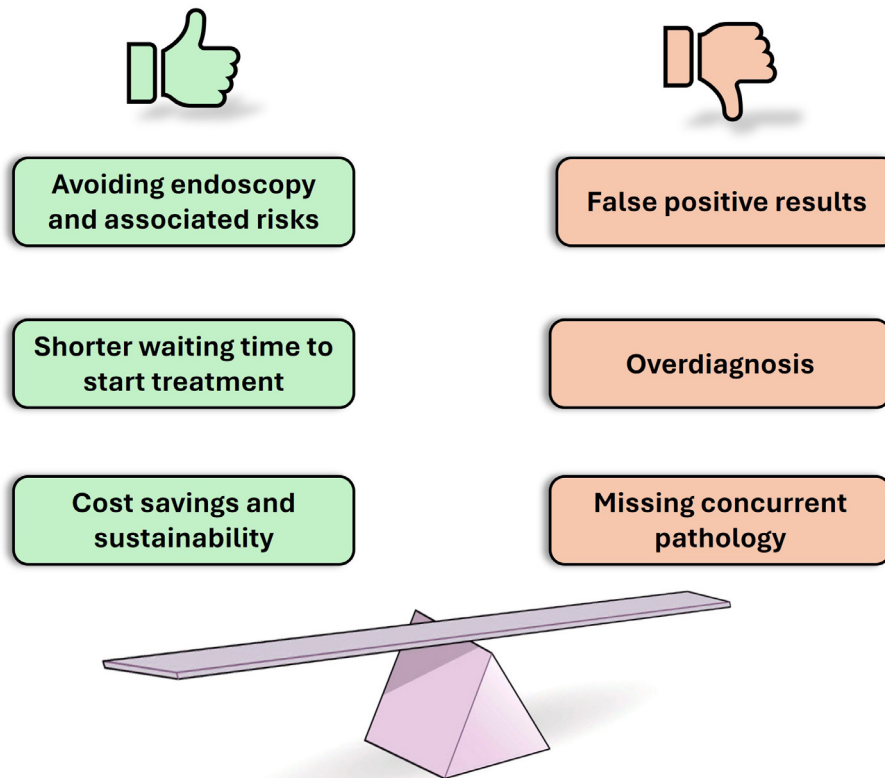 Avoiding endoscopy
and associated risks
False positive results
Shorter waiting time to
start treatment
Overdiagnosis
Cost savings and
sustainability
Missing concurrent
pathology